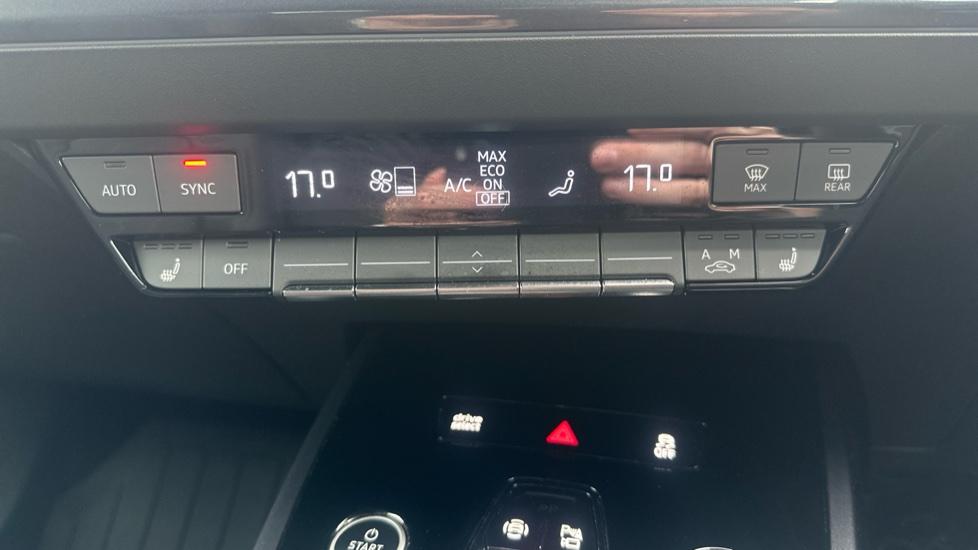 AUTO
SYNC
17.0
A/C
MAX
ECO
ON
OFF
17.0
MAX
REAR
OFF
A M
drive
select
OFF
START